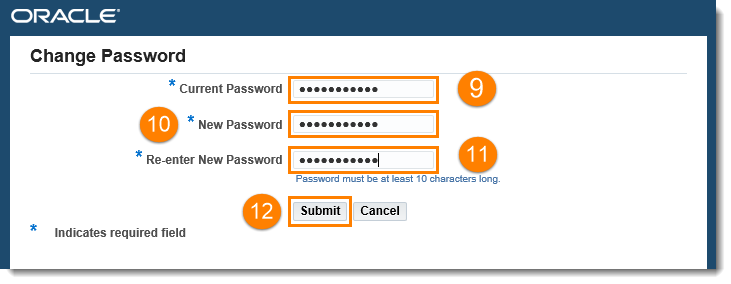 ORACLE
Change Password
* Current Password ●●●●●●●●●●● 9
10 * New Password ●●●●●●●●●●●
* Re-enter New Password ●●●●●●●●●●● 11
Password must be at least 10 characters long.
12 Submit Cancel
* Indicates required field